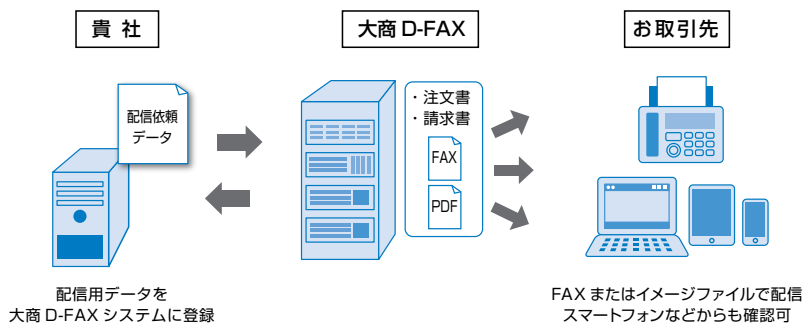 貴 社
大商 D-FAX
お取引先
配信依頼
データ
・注文書
・請求書
FAX
PDF
配信用データを
大商 D-FAX システムに登録
FAX またはイメージファイルで配信
スマートフォンなどからも確認可